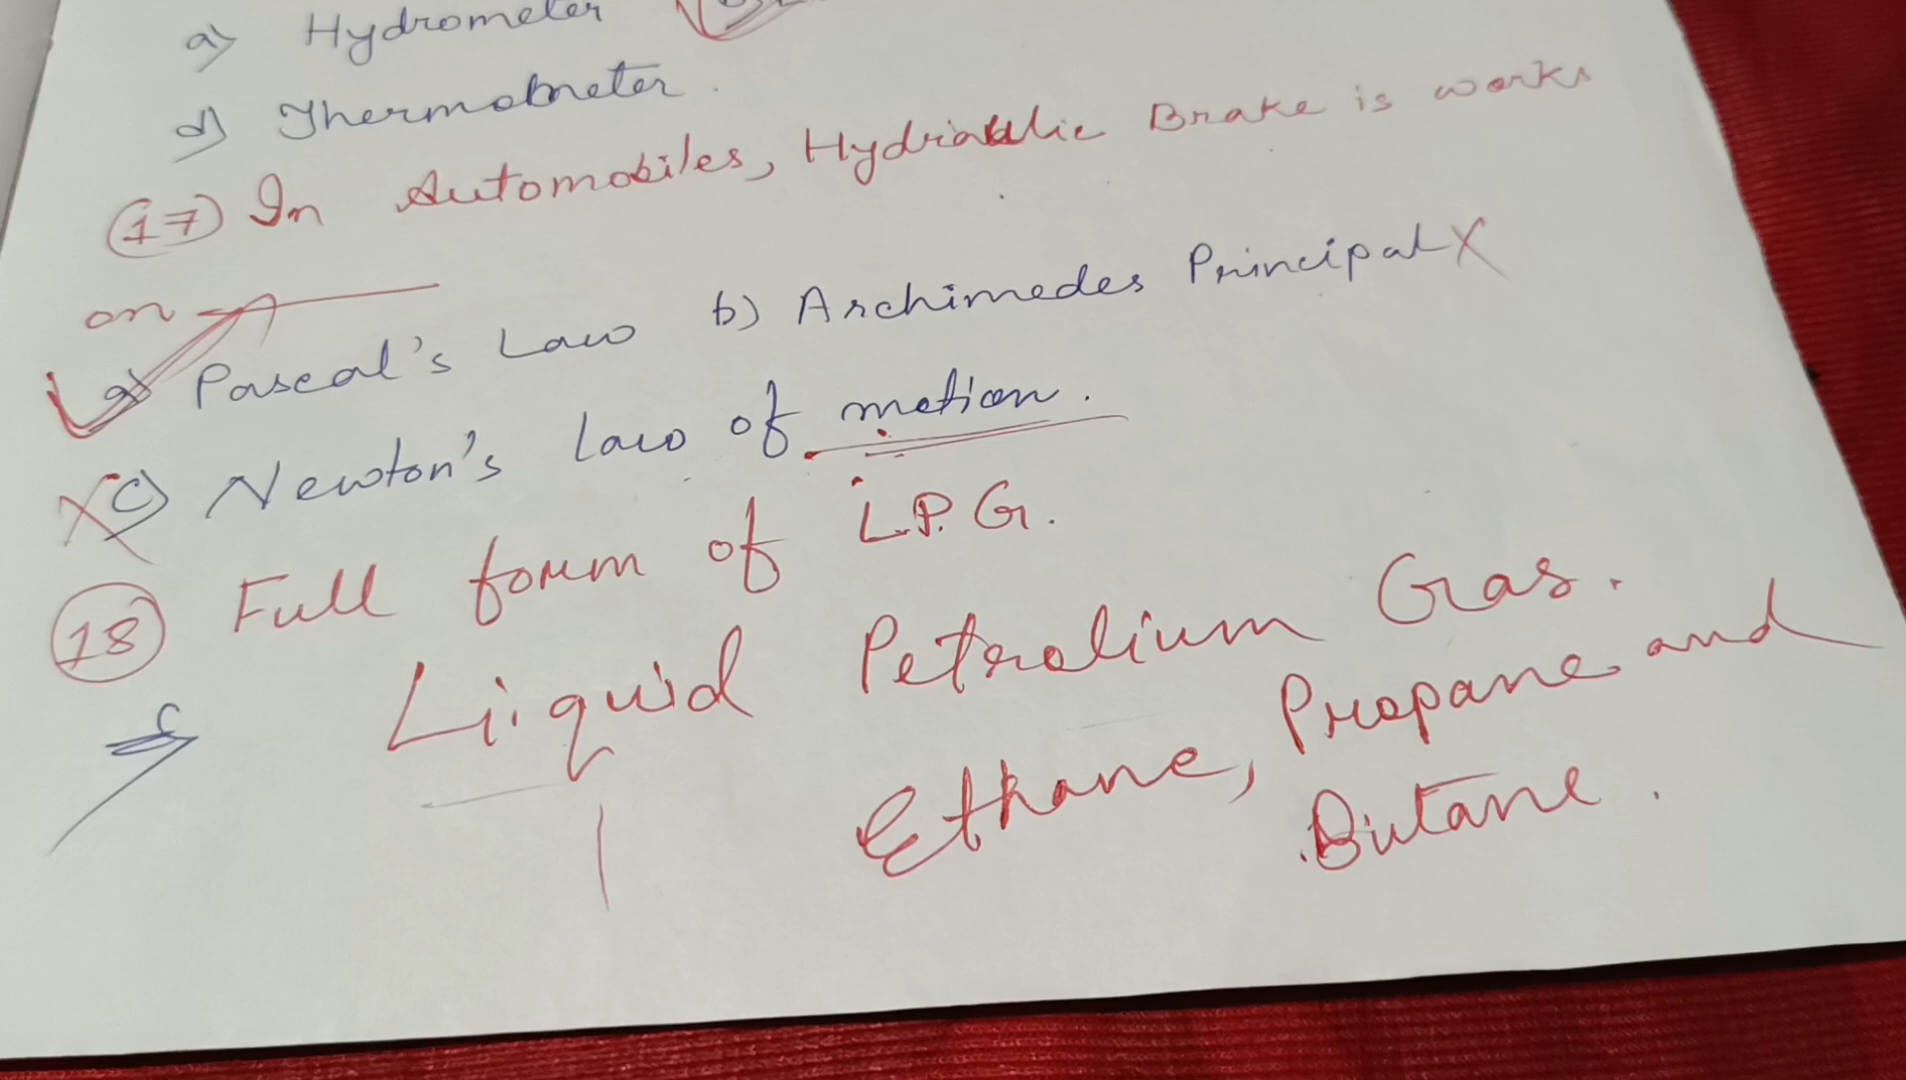 a) Hydrometer
d) Thermometer.
17) In Automobiles, Hydraulic Brake is works
on
a) Pascal's Law b) Archimedes Principal X
X c) Newton's law of motion.
18 Full form of L.P.G.
Liquid Petrolium Gas.
Ethane, Propane and
Butane.